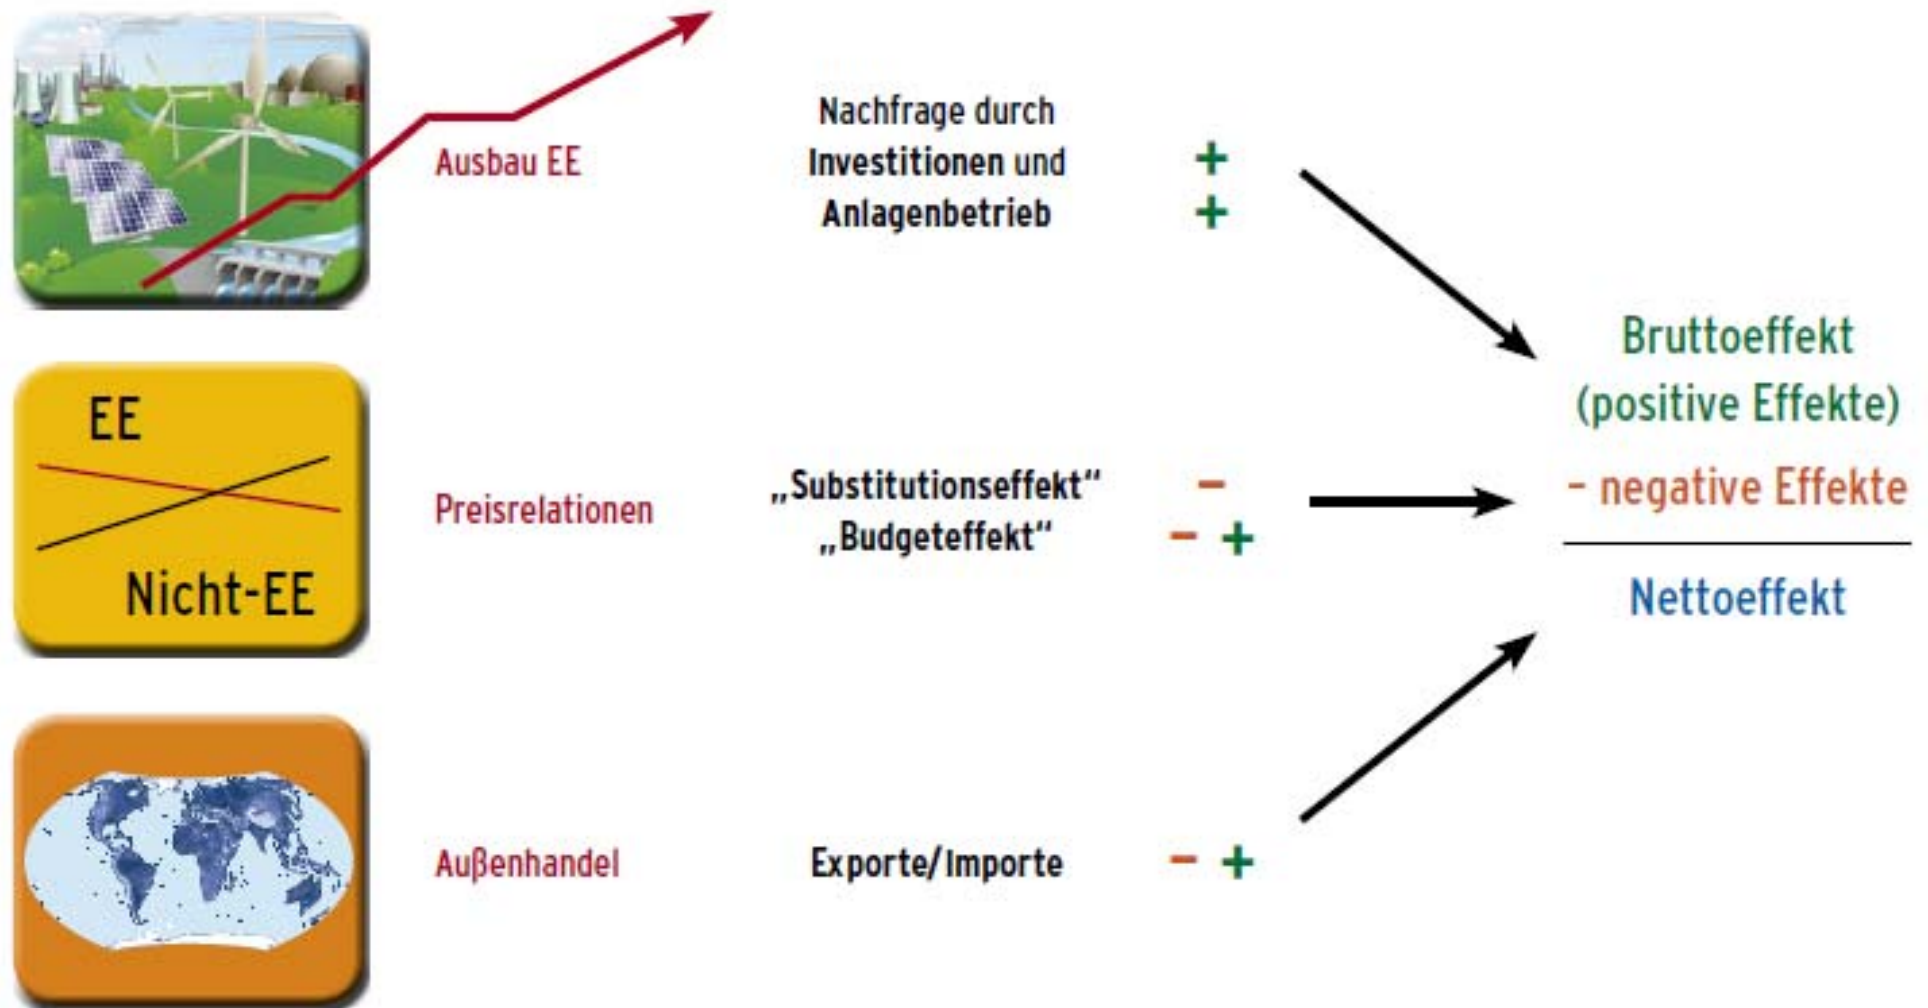 Ausbau EE
Nachfrage durch
Investitionen und
Anlagenbetrieb
+
+
EE
Nicht-EE
Preisrelationen
„Substitutionseffekt“
„Budgeteffekt“
−
− +
Außenhandel
Exporte/Importe
− +
Bruttoeffekt
(positive Effekte)
- negative Effekte
Nettoeffekt